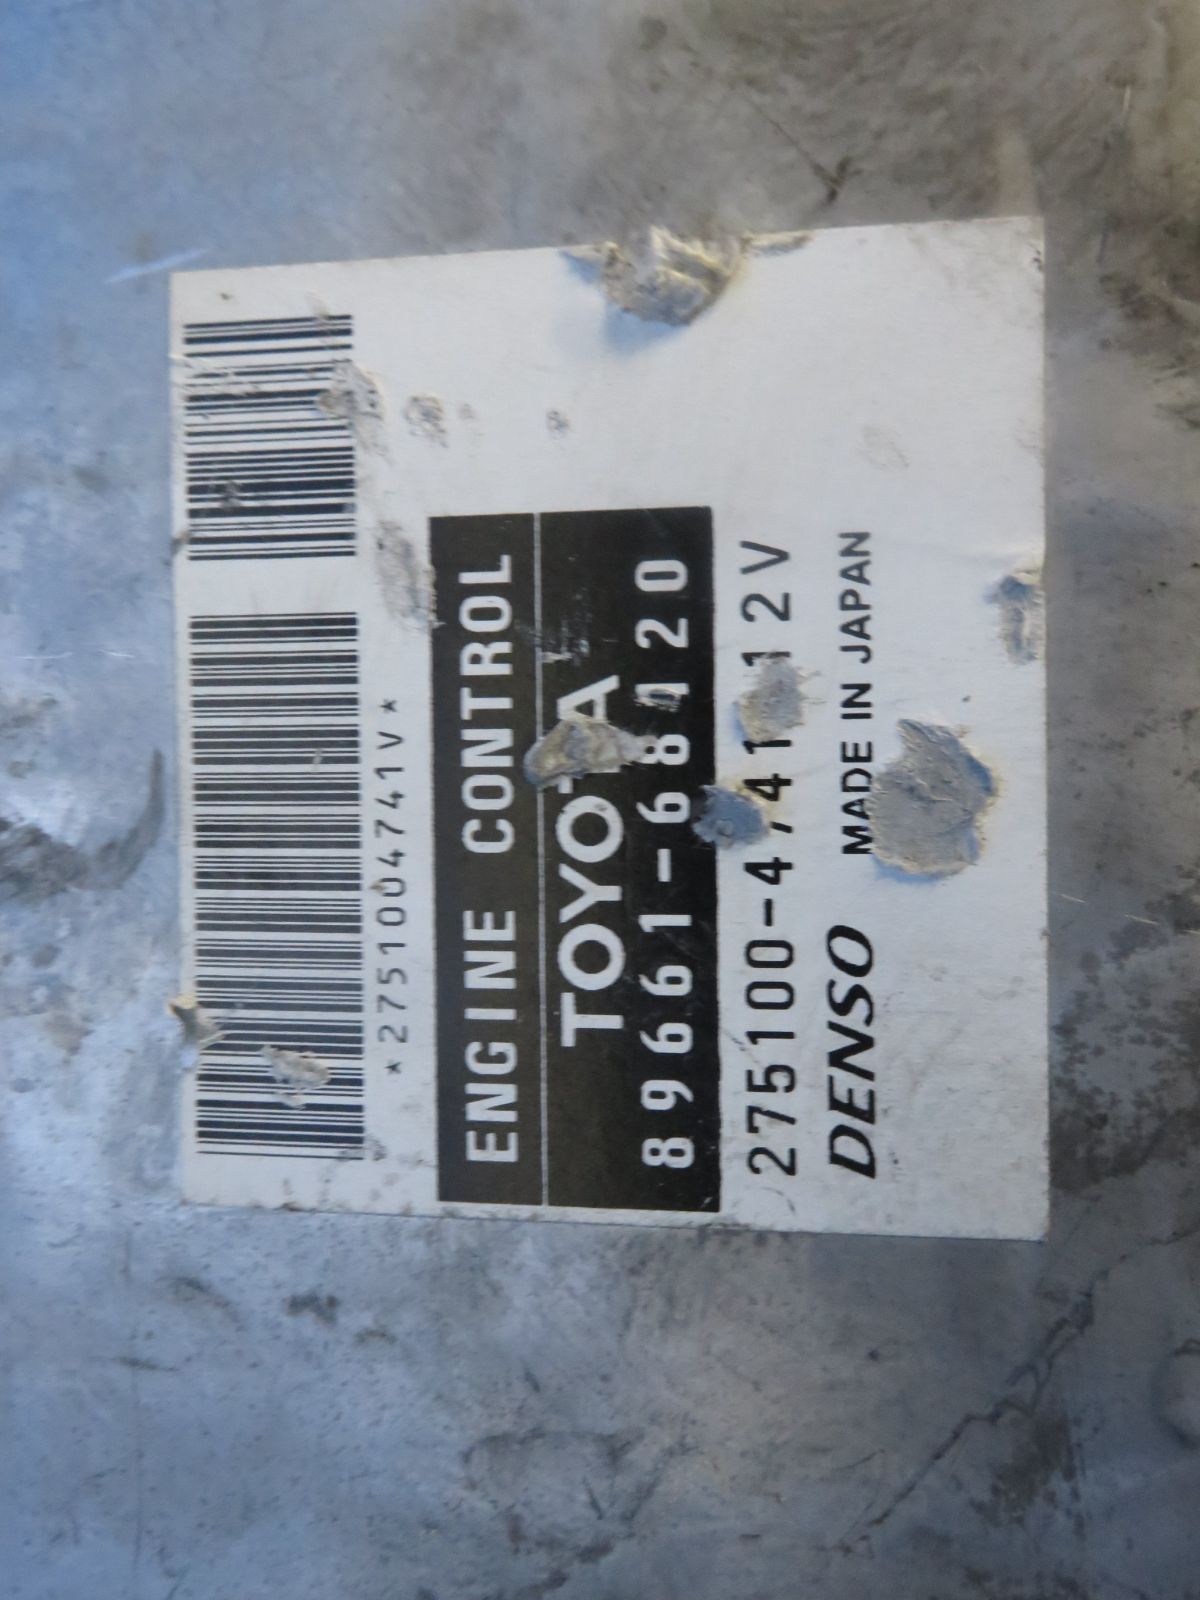 *2751004741V*
ENGINE CONTROL
TOYOTA
89661-68120
275100-4741 12V
DENSO MADE IN JAPAN